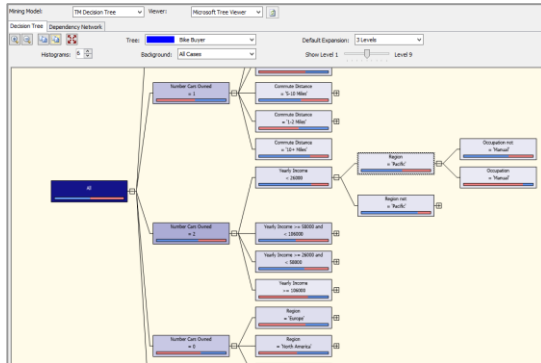 Mining Model:
TM Decision Tree
Viewer:
Microsoft Tree Viewer
Decision Tree
Dependency Network
Tree:
Bike Buyer
Default Expansion:
3 Levels
Histograms:
6
Background:
All Cases
Show Level 1
Level 9
Number Cars Owned
= 1
Commute Distance
= '5-10 Miles'
Commute Distance
= '1-2 Miles'
Commute Distance
= '10+ Miles'
All
Yearly Income
< 26000
Region
= 'Pacific'
Occupation not
= 'Manual'
Occupation
= 'Manual'
Region not
= 'Pacific'
Number Cars Owned
= 2
Yearly Income >= 58000 and
< 106000
Yearly Income >= 26000 and
< 58000
Yearly Income
>= 106000
Number Cars Owned
= 0
Region
= 'Europe'
Region
= 'North America'